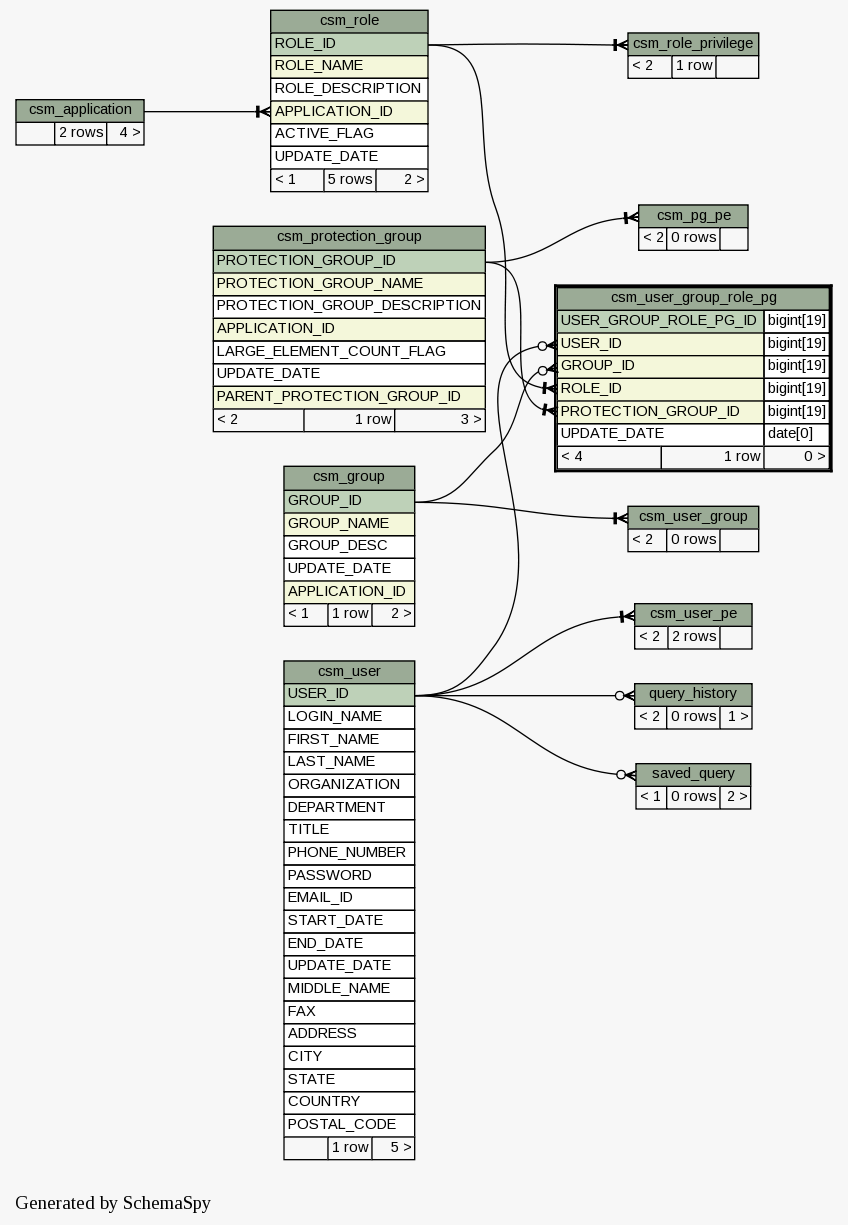 csm_role
ROLE_ID
ROLE_NAME
ROLE_DESCRIPTION
APPLICATION_ID
ACTIVE_FLAG
UPDATE_DATE
< 1 5 rows 2 >
csm_role_privilege
< 2 1 row
csm_application
2 rows 4 >
csm_pg_pe
< 2 0 rows
csm_protection_group
PROTECTION_GROUP_ID
PROTECTION_GROUP_NAME
PROTECTION_GROUP_DESCRIPTION
APPLICATION_ID
LARGE_ELEMENT_COUNT_FLAG
UPDATE_DATE
PARENT_PROTECTION_GROUP_ID
< 2 1 row 3 >
csm_user_group_role_pg
USER_GROUP_ROLE_PG_ID bigint[19]
USER_ID bigint[19]
GROUP_ID bigint[19]
ROLE_ID bigint[19]
PROTECTION_GROUP_ID bigint[19]
UPDATE_DATE date[0]
< 4 1 row 0 >
csm_group
GROUP_ID
GROUP_NAME
GROUP_DESC
UPDATE_DATE
APPLICATION_ID
< 1 1 row 2 >
csm_user_group
< 2 0 rows
csm_user_pe
< 2 2 rows
query_history
< 2 0 rows 1 >
saved_query
< 1 0 rows 2 >
csm_user
USER_ID
LOGIN_NAME
FIRST_NAME
LAST_NAME
ORGANIZATION
DEPARTMENT
TITLE
PHONE_NUMBER
PASSWORD
EMAIL_ID
START_DATE
END_DATE
UPDATE_DATE
MIDDLE_NAME
FAX
ADDRESS
CITY
STATE
COUNTRY
POSTAL_CODE
1 row 5 >
Generated by SchemaSpy